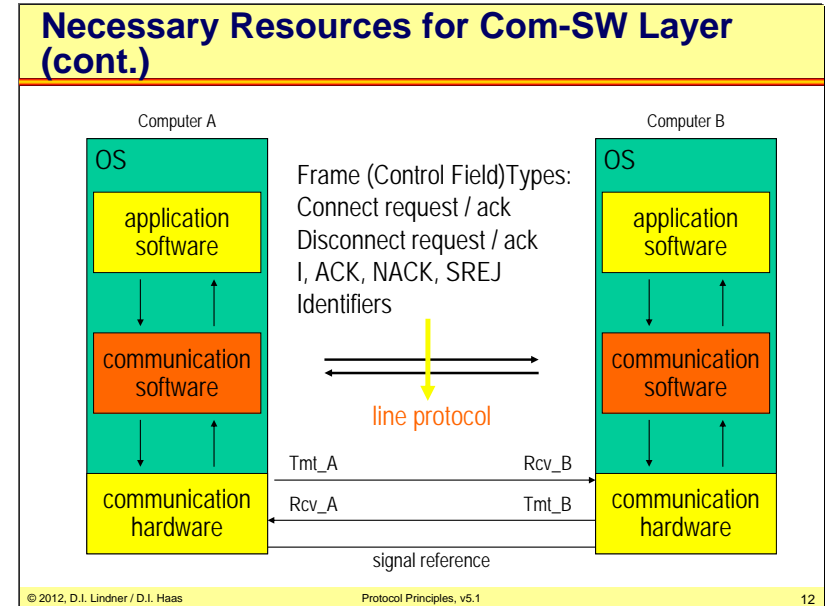 Necessary Resources for Com-SW Layer
(cont.)
Computer A
Computer B
OS
application
software
communication
software
communication
hardware
Frame (Control Field)Types:
Connect request / ack
Disconnect request / ack
I, ACK, NACK, SREJ
Identifiers
line protocol
Tmt_A
Rcv_B
Rcv_A
Tmt_B
signal reference
OS
application
software
communication
software
communication
hardware
© 2012, D.I. Lindner / D.I. Haas
Protocol Principles, v5.1
12